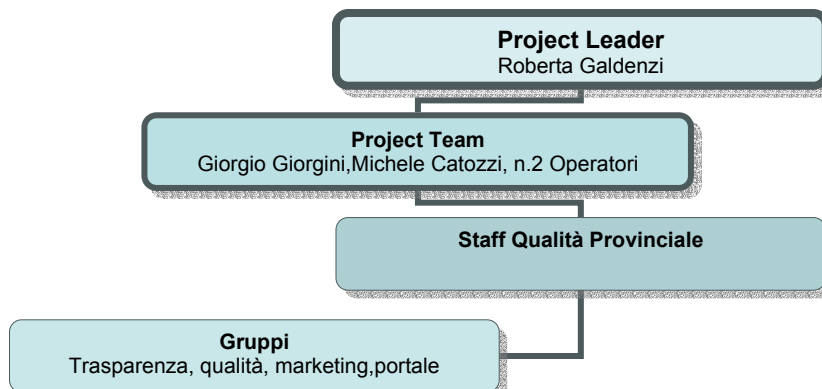 Project Leader
Roberta Galdenzi
Project Team
Giorgio Giorgini,Michele Catozzi, n.2 Operatori
Staff Qualità Provinciale
Gruppi
Trasparenza, qualità, marketing,portale